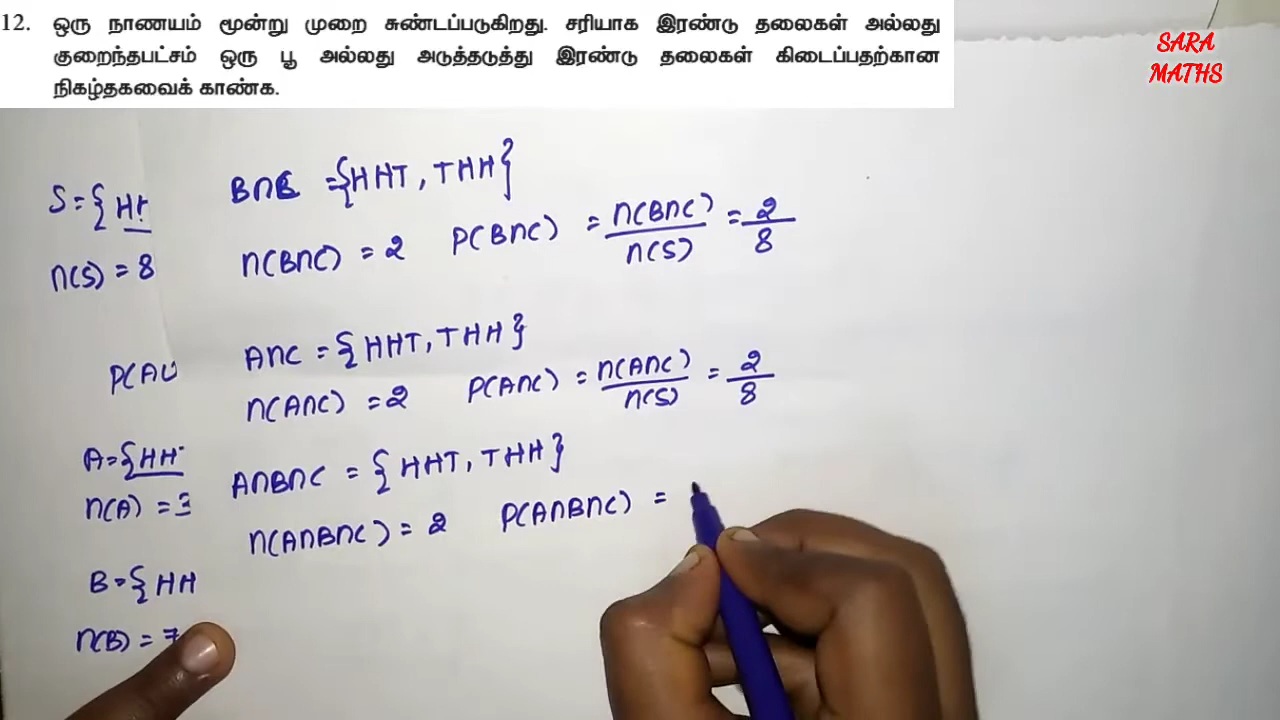 12. ஒரு நாணயம் மூன்று முறை சுண்டப்படுகிறது. சரியாக இரண்டு தலைகள் அல்லது
குறைந்தபட்சம் ஒரு பூ அல்லது அடுத்தடுத்து இரண்டு தலைகள் கிடைப்பதற்கான
நிகழ்தகவைக் காண்க.
SARA
MATHS
S = {HH
n(S) = 8
B∩C = {HHT, THH}
n(B∩C) = 2 P(B∩C) = n(B∩C)/n(S) = 2/8
P(AU
A∩C = {HHT, THH}
n(A∩C) = 2 P(A∩C) = n(A∩C)/n(S) = 2/8
A = {HH
n(A) = 3
A∩B∩C = {HHT, THH}
n(A∩B∩C) = 2 P(A∩B∩C) =
B = {HH
n(B) = 7